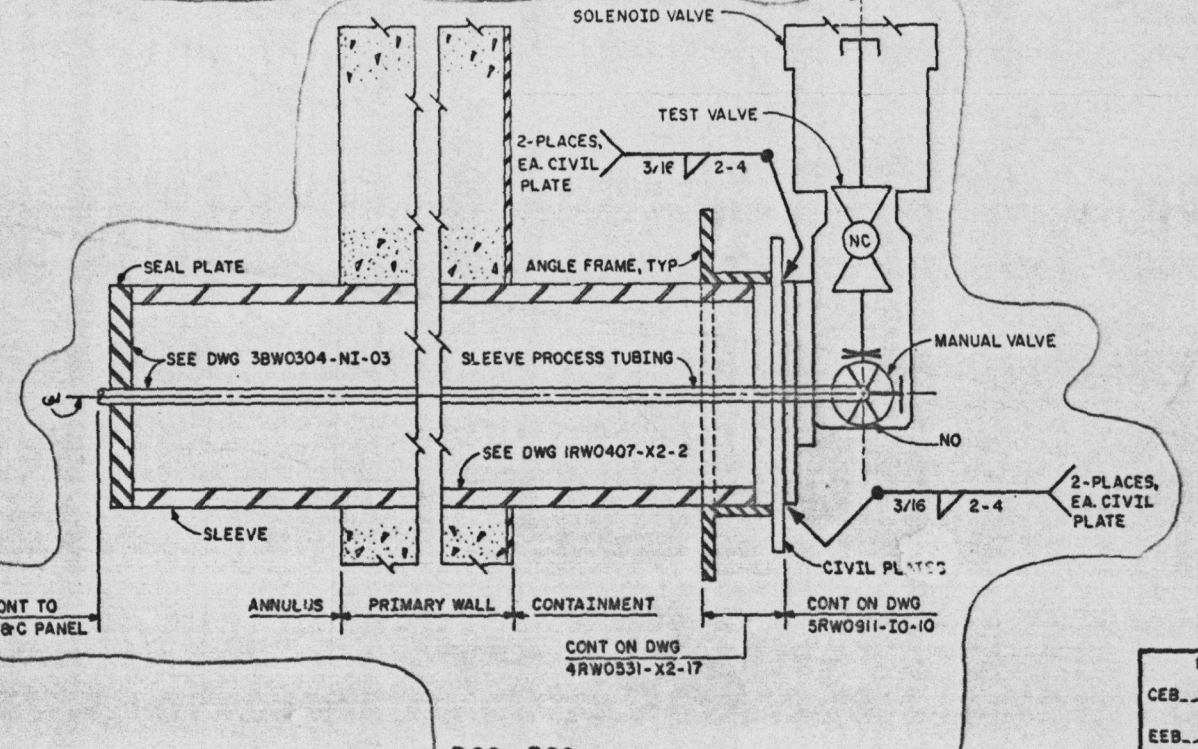 SOLENOID VALVE
TEST VALVE
2-PLACES,
EA. CIVIL
PLATE
3/16
2-4
NC
SEAL PLATE
ANGLE FRAME, TYP
SEE DWG 3BW0304-NI-03
SLEEVE PROCESS TUBING
MANUAL VALVE
NO
SEE DWG 1RW0407-X2-2
2-PLACES,
EA. CIVIL
PLATE
3/16
2-4
SLEEVE
CIVIL PLATES
ONT TO
&C PANEL
ANNULUS
PRIMARY WALL
CONTAINMENT
CONT ON DWG
5RW0911-IO-10
CONT ON DWG
4RW0531-X2-17
CEB
EEB